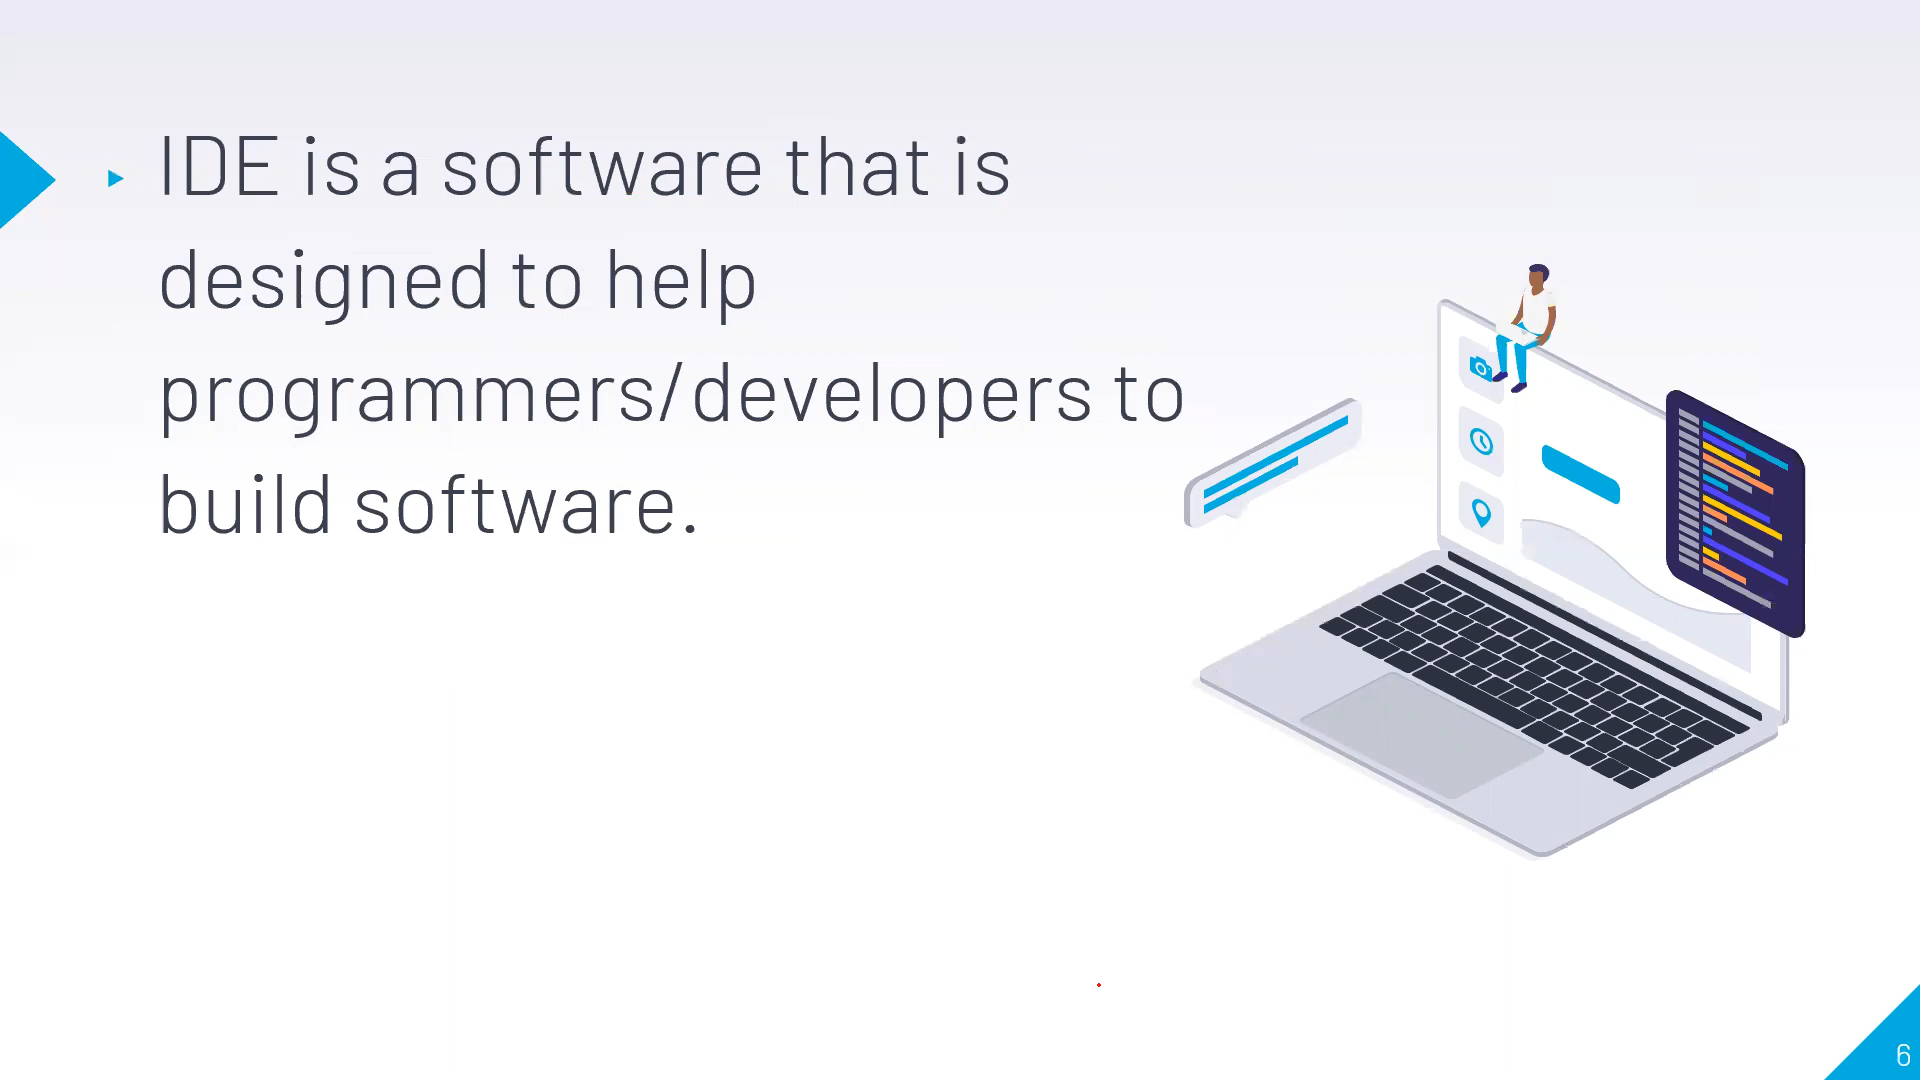 IDE is a software that is
designed to help
programmers/developers to
build software.
6